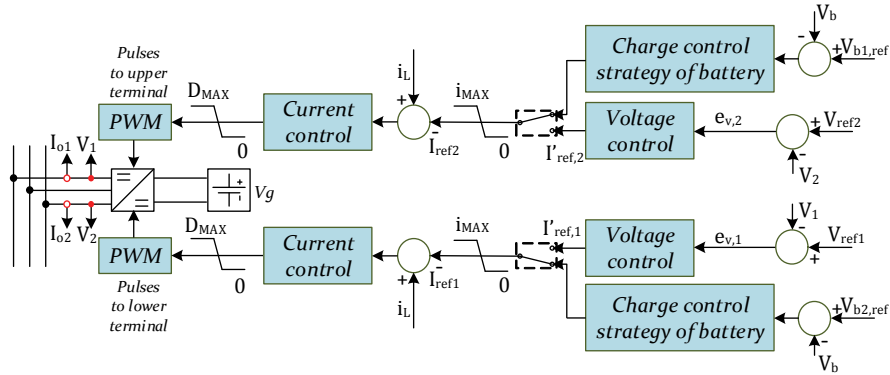 V_b
-
+V_b1,ref
Charge control
strategy of battery
Pulses
to upper
terminal
D_MAX
i_L
i_MAX
PWM
0
Current
control
+
-
I_ref2
0
I'_ref,2
Voltage
control
e_v,2
+V_ref2
-
V_2
I_o1
V_1
=
=
+
V_g
I_o2
V_2
PWM
D_MAX
0
Current
control
-
I_ref1
+
i_L
i_MAX
0
I'_ref,1
Voltage
control
e_v,1
V_1
-
V_ref1
+
Pulses
to lower
terminal
Charge control
strategy of battery
+V_b2,ref
-
V_b